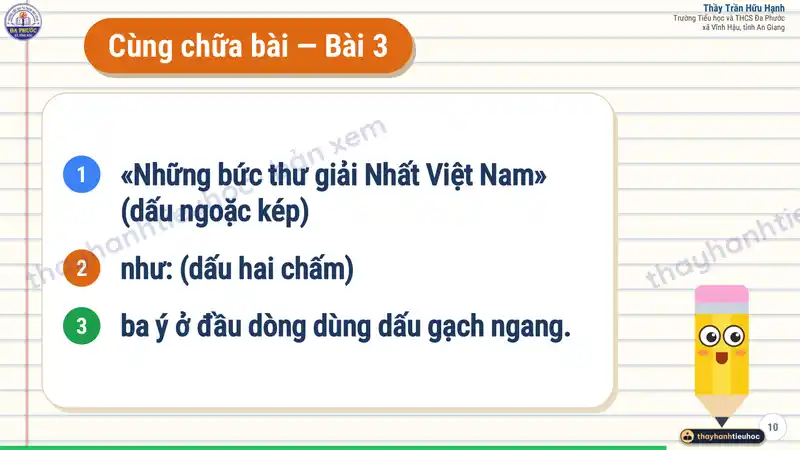 Thầy Trần Hữu Hạnh
Trường Tiểu học và THCS Đa Phước
xã Vĩnh Hậu, tỉnh An Giang
ĐA PHƯỚC
Cùng chữa bài — Bài 3
1 «Những bức thư giải Nhất Việt Nam»
(dấu ngoặc kép)
2 như: (dấu hai chấm)
3 ba ý ở đầu dòng dùng dấu gạch ngang.
10
thayhanhtieuhoc